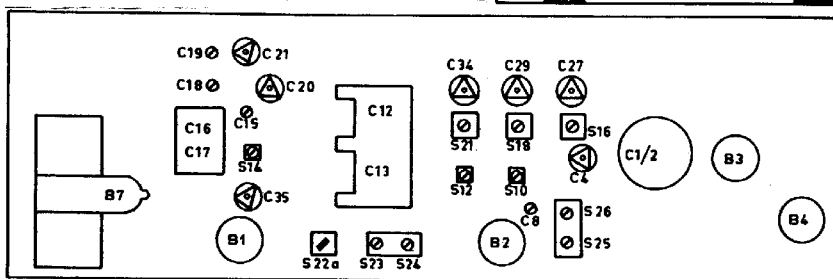 C19 C21 C34 C29 C27
C18 C20
C15 C12
C16
C17 S21 S18 S16
S14 C13 C4 C1/2 B3
S12 S10
B7 C35 C8 S26 B4
B1 B2
S22a S23 S24 S25